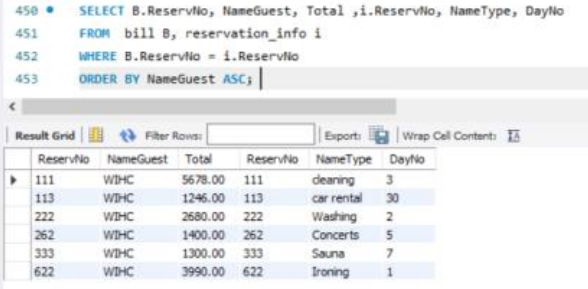 450 SELECT B.ReservNo, NameGuest, Total ,i.ReservNo, NameType, DayNo
451 FROM bill B, reservation_info i
452 WHERE B.ReservNo = i.ReservNo
453 ORDER BY NameGuest ASC;
Result Grid Filter Rows: Export: Wrap Cell Content: IA
ReservNo NameGuest Total ReservNo NameType DayNo
111 WIHC 5678.00 111 cleaning 3
113 WIHC 1246.00 113 car rental 30
222 WIHC 2680.00 222 Washing 2
262 WIHC 1400.00 262 Concerts 5
333 WIHC 1300.00 333 Sauna 7
622 WIHC 3990.00 622 Ironing 1